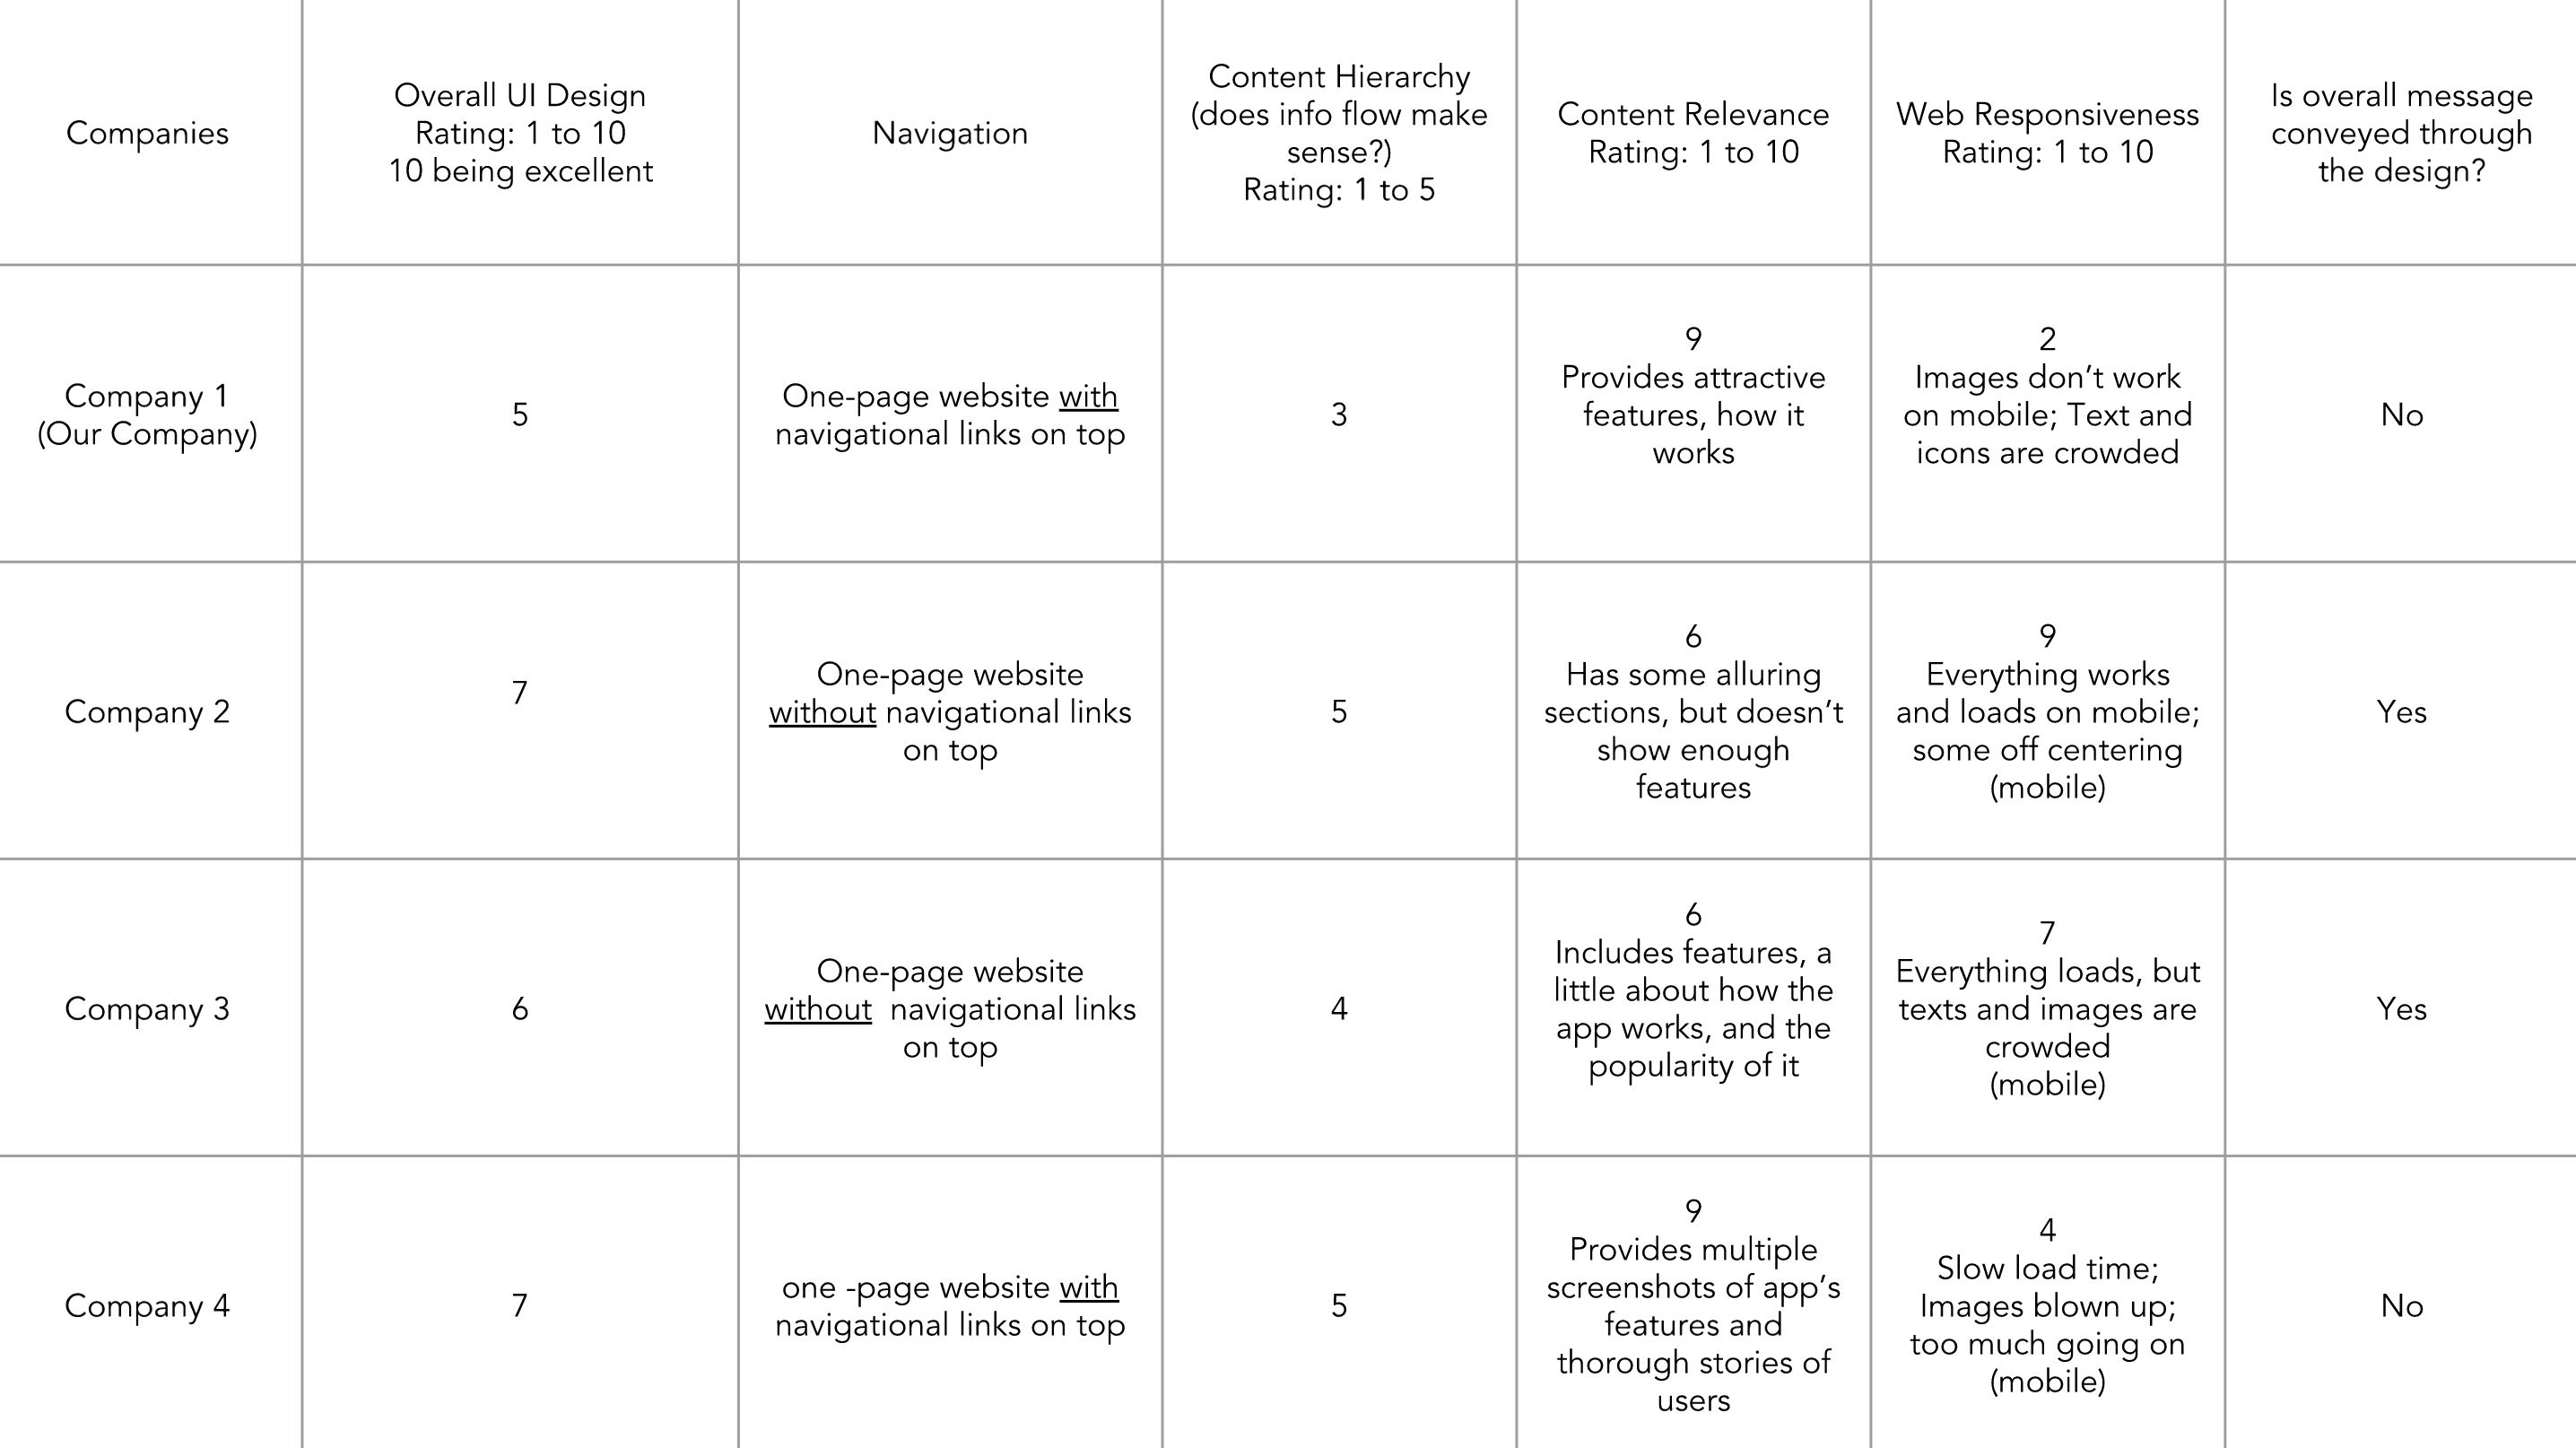 Companies
Overall UI Design
Rating: 1 to 10
10 being excellent
Navigation
Content Hierarchy
(does info flow make
sense?)
Rating: 1 to 5
Content Relevance
Rating: 1 to 10
Web Responsiveness
Rating: 1 to 10
Is overall message
conveyed through
the design?
Company 1
(Our Company)
5
One-page website with
navigational links on top
3
9
Provides attractive
features, how it
works
2
Images don’t work
on mobile; Text and
icons are crowded
No
Company 2
7
One-page website
without navigational links
on top
5
6
Has some alluring
sections, but doesn’t
show enough
features
9
Everything works
and loads on mobile;
some off centering
(mobile)
Yes
Company 3
6
One-page website
without  navigational links
on top
4
6
Includes features, a
little about how the
app works, and the
popularity of it
7
Everything loads, but
texts and images are
crowded
(mobile)
Yes
Company 4
7
one -page website with
navigational links on top
5
9
Provides multiple
screenshots of app’s
features and
thorough stories of
users
4
Slow load time;
Images blown up;
too much going on
(mobile)
No